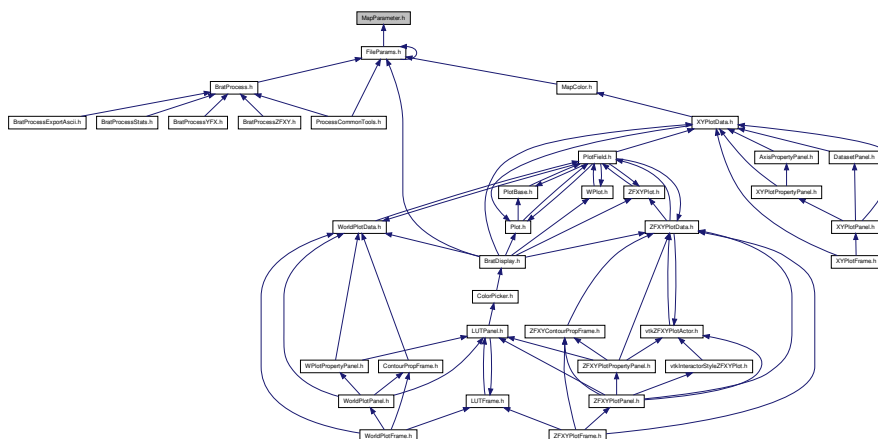 MapParameter.h
FileParams.h
BratProcess.h
MapColor.h
BratProcessExportAscii.h
BratProcessStats.h
BratProcessYFX.h
BratProcessZFXY.h
ProcessCommonTools.h
XYPlotData.h
PlotField.h
AxisPropertyPanel.h
DatasetPanel.h
PlotBase.h
WPlot.h
ZFXYPlot.h
XYPlotPropertyPanel.h
WorldPlotData.h
Plot.h
ZFXYPlotData.h
XYPlotPanel.h
BratDisplay.h
XYPlotFrame.h
ColorPicker.h
LUTPanel.h
ZFXYContourPropFrame.h
vtkZFXYPlotActor.h
WPlotPropertyPanel.h
ContourPropFrame.h
ZFXYPlotPropertyPanel.h
vtkInteractorStyleZFXYPlot.h
WorldPlotPanel.h
LUTFrame.h
ZFXYPlotPanel.h
WorldPlotFrame.h
ZFXYPlotFrame.h